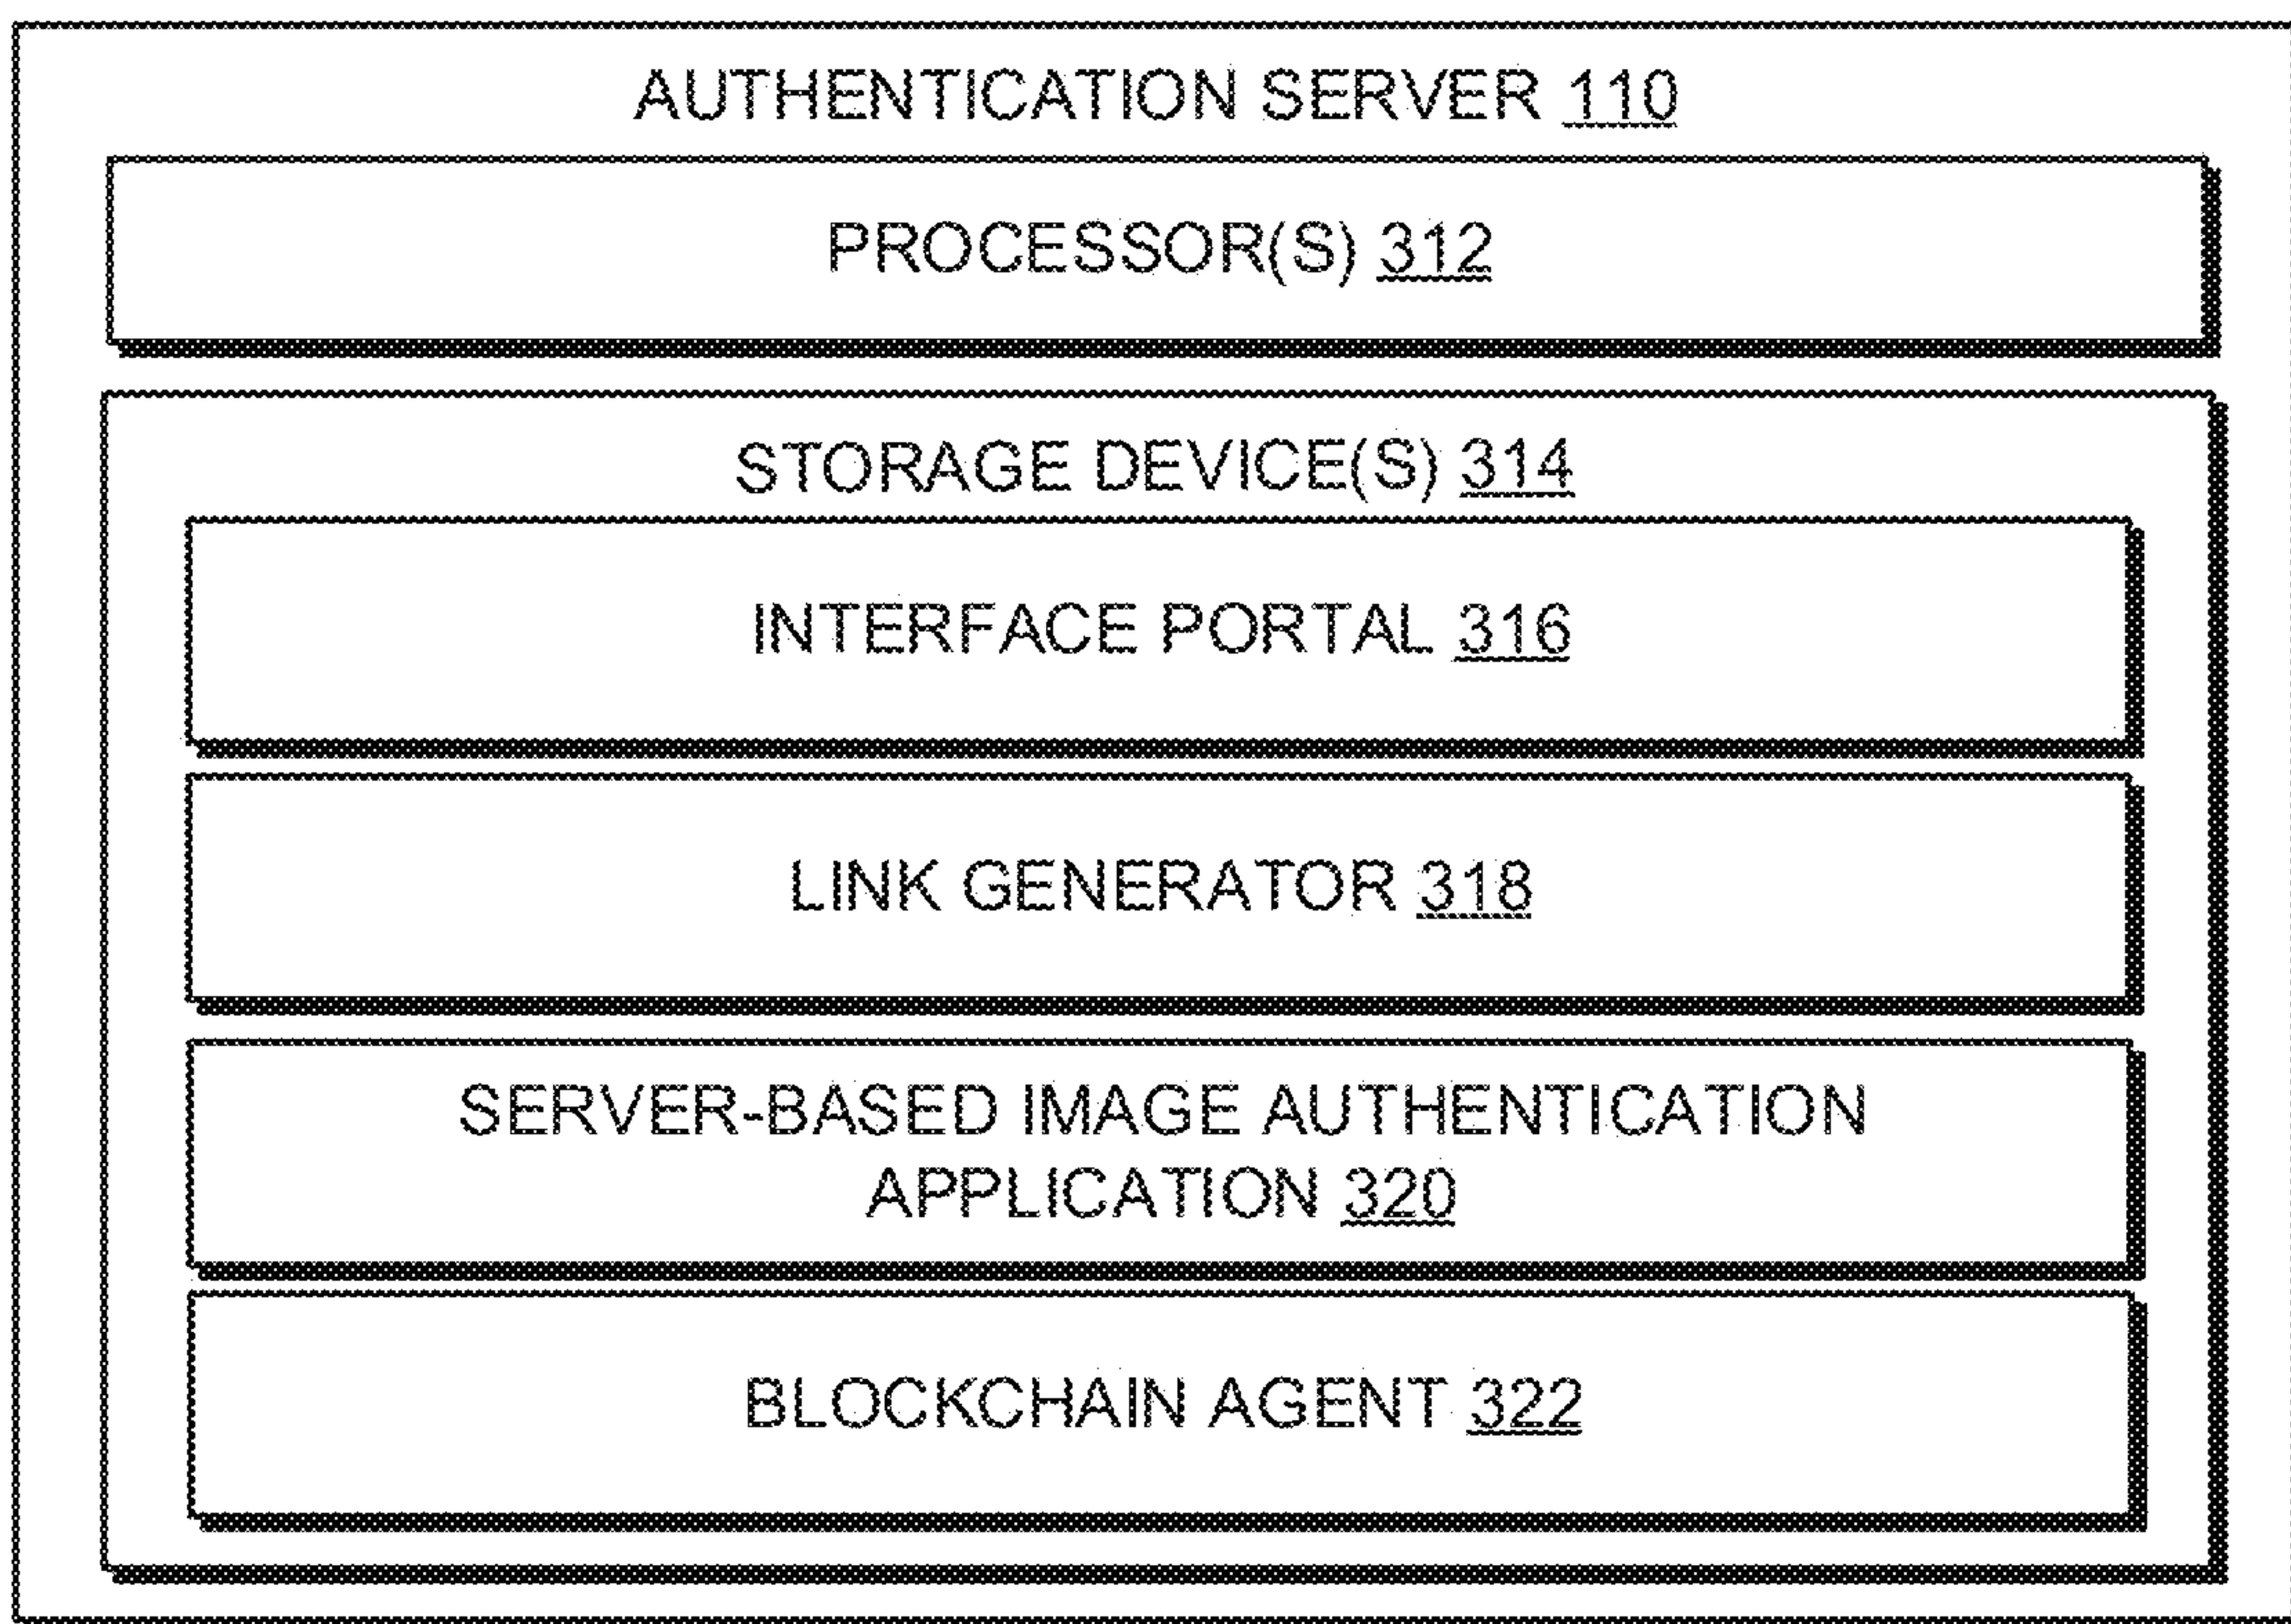 AUTHENTICATION SERVER 110
PROCESSOR(S) 312
STORAGE DEVICE(S) 314
INTERFACE PORTAL 316
LINK GENERATOR 318
SERVER-BASED IMAGE AUTHENTICATION
APPLICATION 320
BLOCKCHAIN AGENT 322